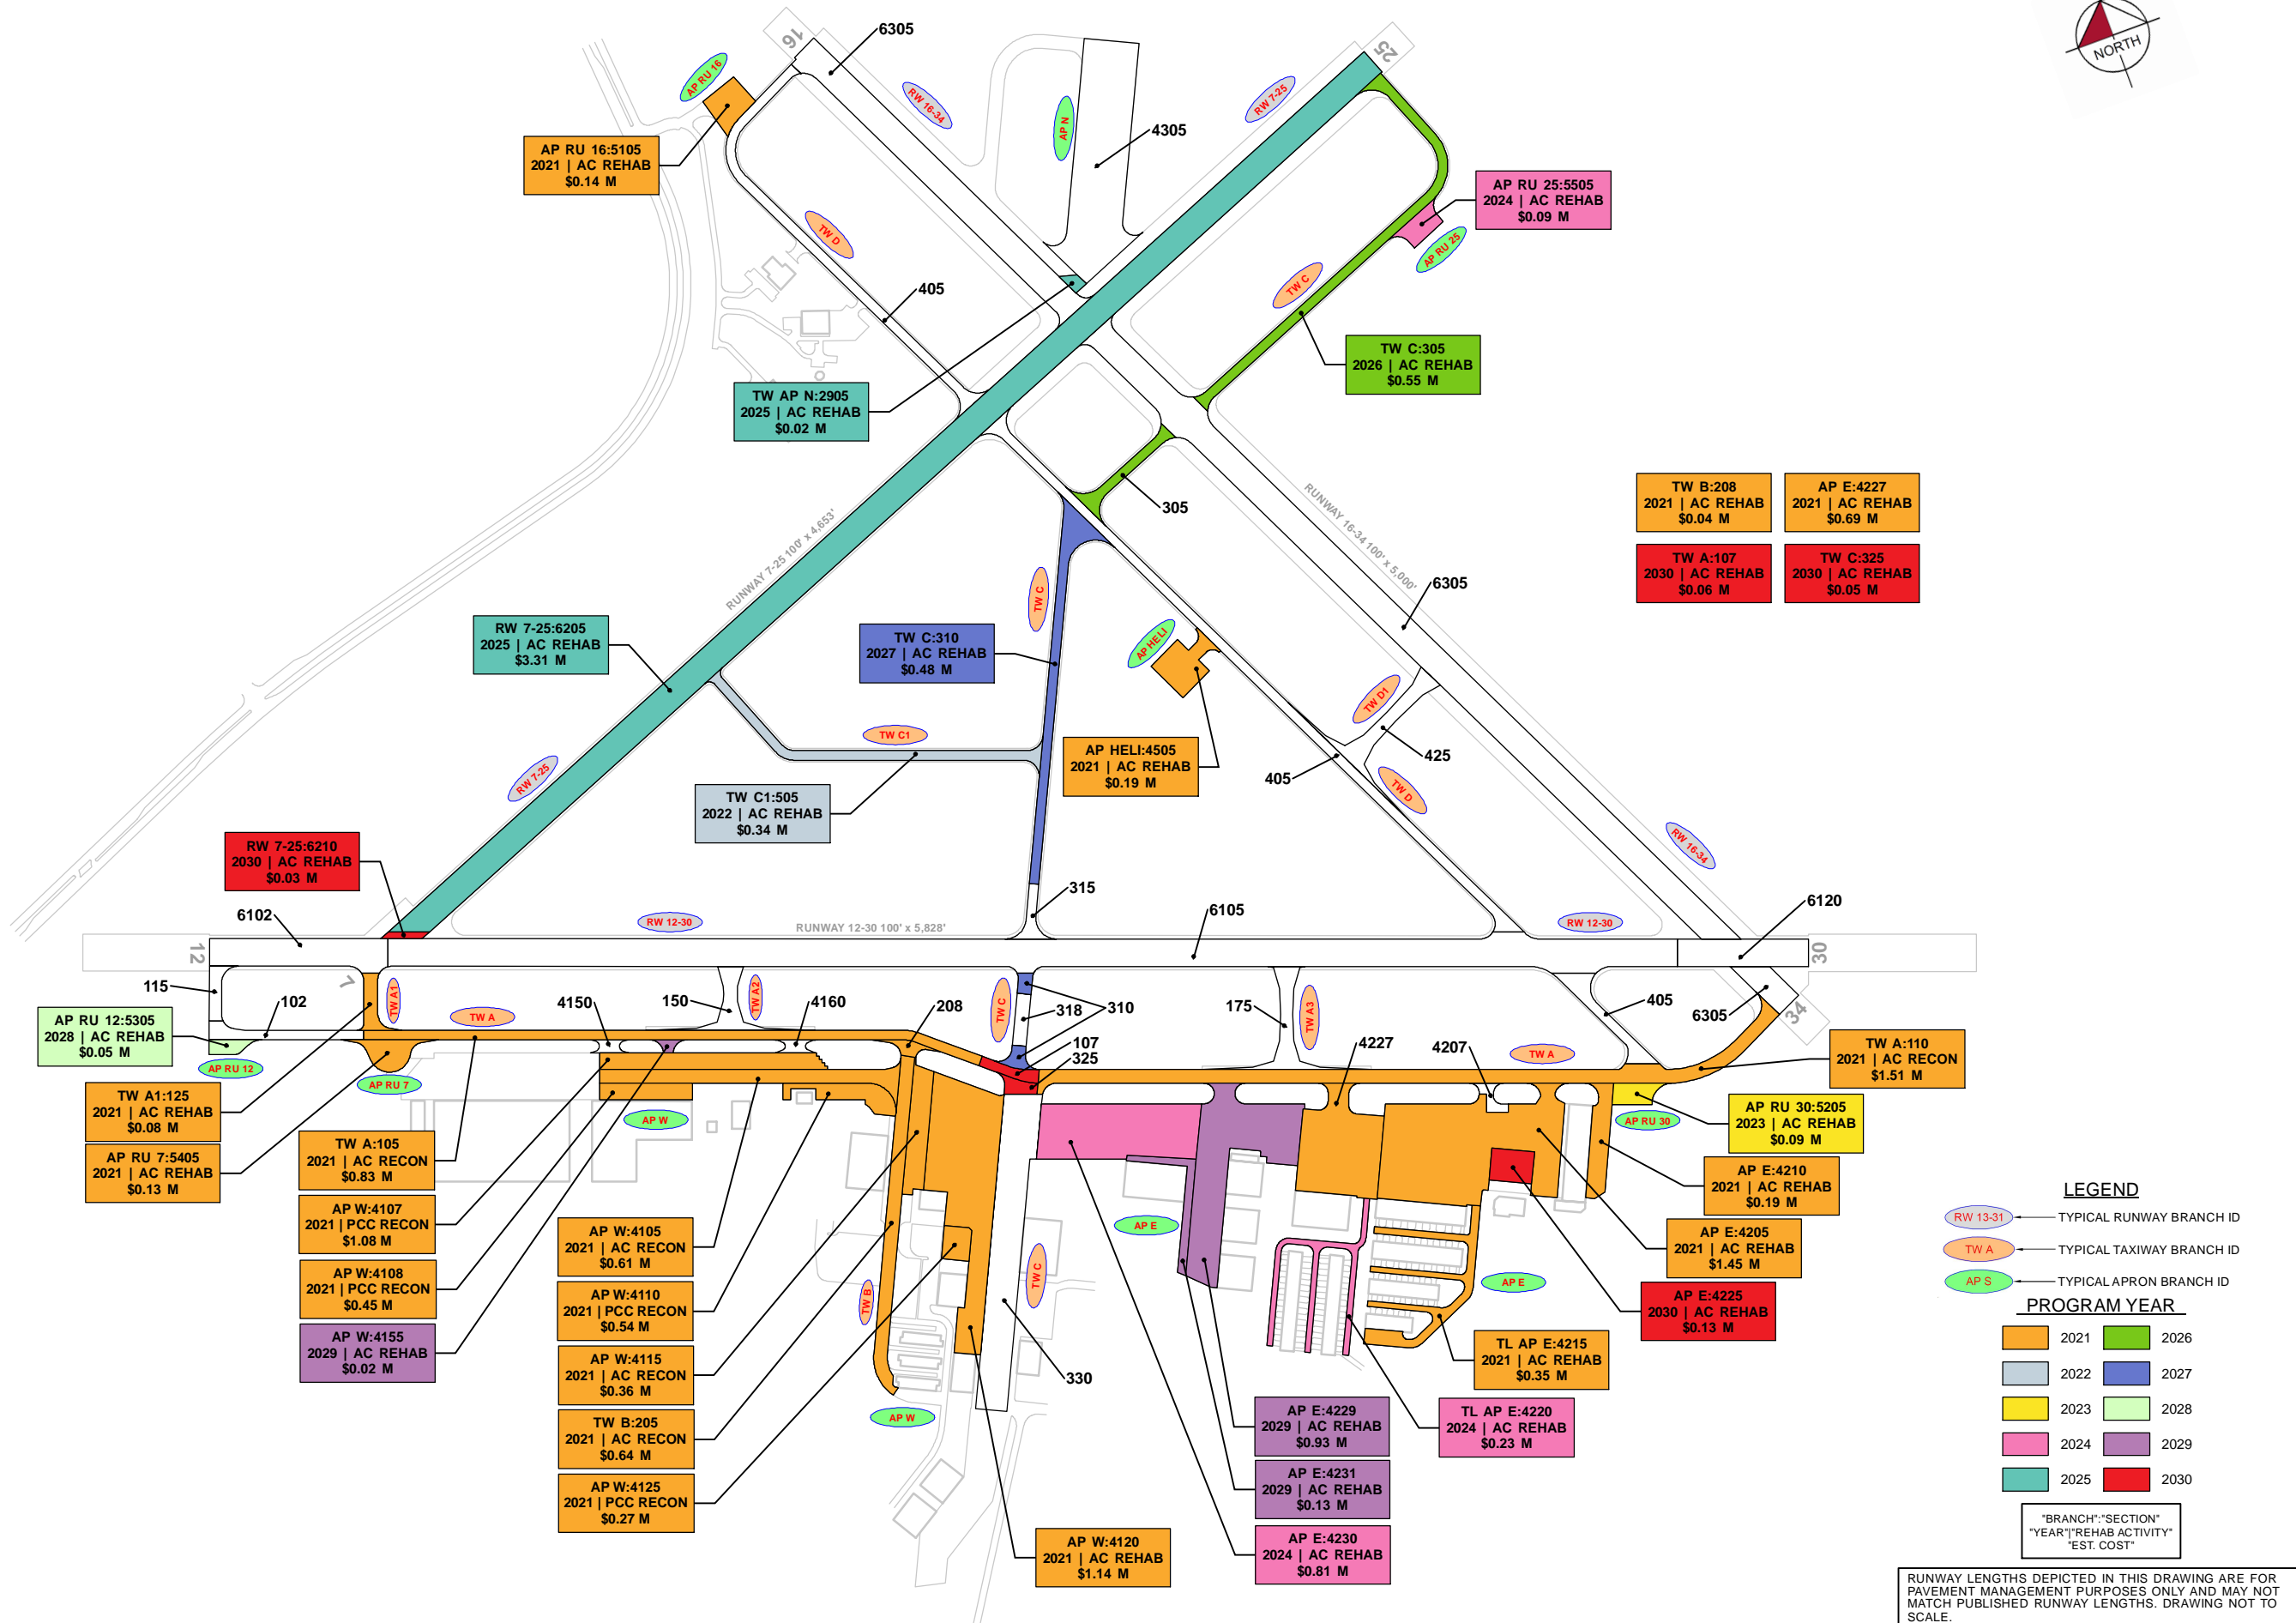 NORTH
16
6305
25
AP RU 16
RW 16-34
AP N
RW 7-25
4305
AP RU 16:5105
2021 | AC REHAB
$0.14 M
AP RU 25:5505
2024 | AC REHAB
$0.09 M
TW D
AP RU 25
405
TW C
TW C:305
2026 | AC REHAB
$0.55 M
TW AP N:2905
2025 | AC REHAB
$0.02 M
305
RUNWAY 7-25 100' x 4,653'
RUNWAY 16-34 100' x 5,000'
TW B:208
2021 | AC REHAB
$0.04 M
AP E:4227
2021 | AC REHAB
$0.69 M
TW A:107
2030 | AC REHAB
$0.06 M
TW C:325
2030 | AC REHAB
$0.05 M
6305
TW C
RW 7-25:6205
2025 | AC REHAB
$3.31 M
TW C:310
2027 | AC REHAB
$0.48 M
AP HELI
TW D1
TW C1
AP HELI:4505
2021 | AC REHAB
$0.19 M
425
405
TW D
RW 7-25
TW C1:505
2022 | AC REHAB
$0.34 M
RW 16-34
RW 7-25:6210
2030 | AC REHAB
$0.03 M
315
6102
RW 12-30
RUNWAY 12-30 100' x 5,828'
6105
RW 12-30
6120
12
30
7
115
102
TW A1
TW A
4150
150
TW A2
4160
208
TW C
310
318
107
325
175
TW A3
4227
4207
TW A
405
6305
34
AP RU 12:5305
2028 | AC REHAB
$0.05 M
AP RU 12
AP RU 7
TW A:110
2021 | AC RECON
$1.51 M
TW A1:125
2021 | AC REHAB
$0.08 M
AP W
AP RU 30
AP RU 30:5205
2023 | AC REHAB
$0.09 M
AP RU 7:5405
2021 | AC REHAB
$0.13 M
TW A:105
2021 | AC RECON
$0.83 M
AP E:4210
2021 | AC REHAB
$0.19 M
AP W:4107
2021 | PCC RECON
$1.08 M
AP W:4105
2021 | AC RECON
$0.61 M
AP E
AP E:4205
2021 | AC REHAB
$1.45 M
AP W:4108
2021 | PCC RECON
$0.45 M
AP W:4110
2021 | PCC RECON
$0.54 M
TW B
TW C
AP E
AP E:4225
2030 | AC REHAB
$0.13 M
AP W:4155
2029 | AC REHAB
$0.02 M
AP W:4115
2021 | AC RECON
$0.36 M
330
TL AP E:4215
2021 | AC REHAB
$0.35 M
TW B:205
2021 | AC RECON
$0.64 M
AP W
AP E:4229
2029 | AC REHAB
$0.93 M
TL AP E:4220
2024 | AC REHAB
$0.23 M
AP W:4125
2021 | PCC RECON
$0.27 M
AP E:4231
2029 | AC REHAB
$0.13 M
AP W:4120
2021 | AC REHAB
$1.14 M
AP E:4230
2024 | AC REHAB
$0.81 M
LEGEND
RW 13-31 TYPICAL RUNWAY BRANCH ID
TW A TYPICAL TAXIWAY BRANCH ID
AP S TYPICAL APRON BRANCH ID
PROGRAM YEAR
2021 2026
2022 2027
2023 2028
2024 2029
2025 2030
"BRANCH":"SECTION"
"YEAR"|"REHAB ACTIVITY"
"EST. COST"
RUNWAY LENGTHS DEPICTED IN THIS DRAWING ARE FOR
PAVEMENT MANAGEMENT PURPOSES ONLY AND MAY NOT
MATCH PUBLISHED RUNWAY LENGTHS. DRAWING NOT TO
SCALE.